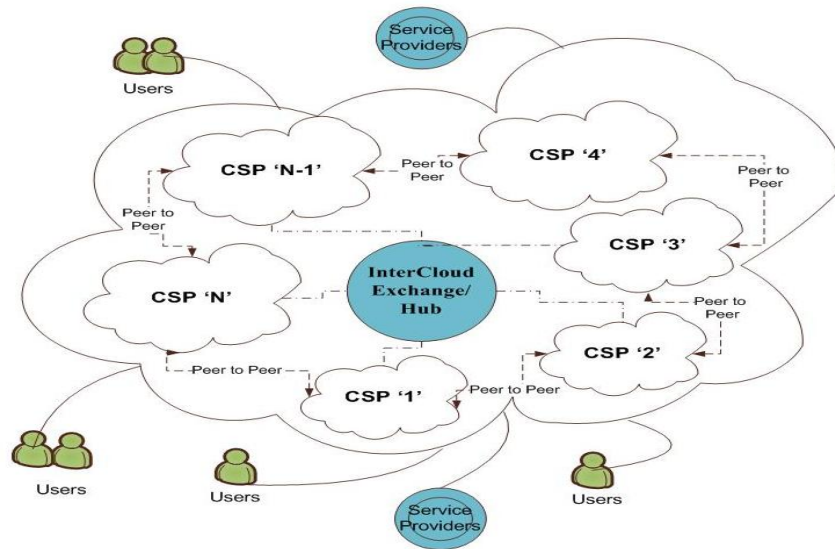 Service
Providers
Users
CSP ‘N-1’
Peer to
Peer
CSP ‘4’
Peer to
Peer
Peer to
Peer
CSP ‘3’
InterCloud
Exchange/
Hub
CSP ‘N’
Peer to
Peer
CSP ‘2’
Peer to Peer
CSP ‘1’
Peer to Peer
Users
Users
Users
Service
Providers